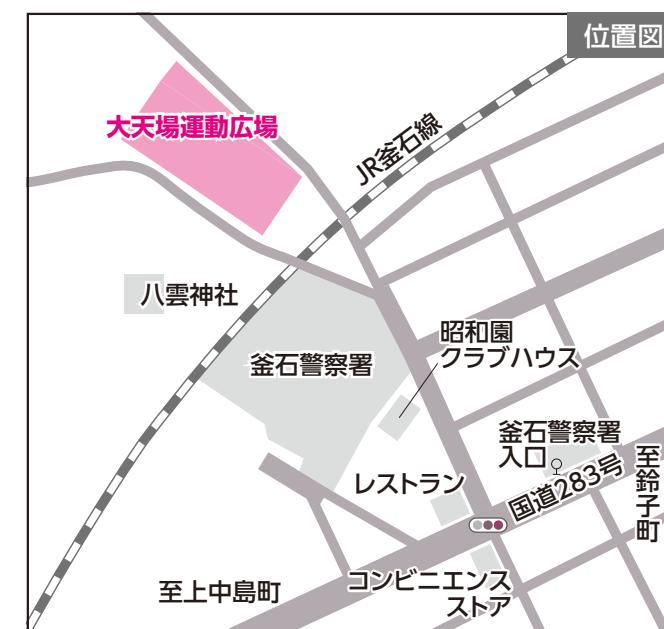 位置図
大天場運動広場
JR釜石線
八雲神社
昭和園
クラブハウス
釜石警察署
釜石警察署
入口
至鈴子町
レストラン
国道283号
至上中島町
コンビニエンス
ストア